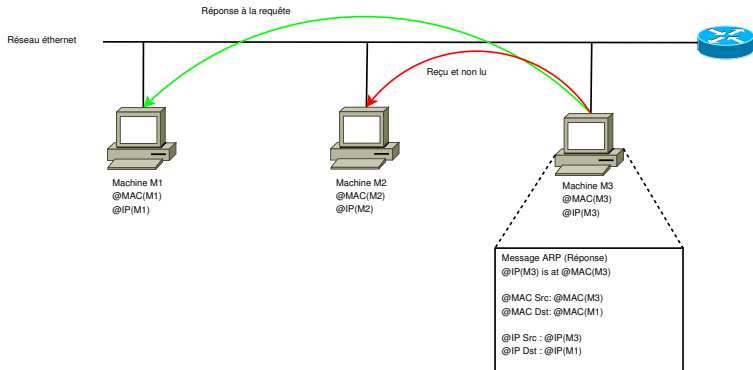 Réponse à la requête
Réseau éthernet
Reçu et non lu
Machine M1
@MAC(M1)
@IP(M1)
Machine M2
@MAC(M2)
@IP(M2)
Machine M3
@MAC(M3)
@IP(M3)
Message ARP (Réponse)
@IP(M3) is at @MAC(M3)
@MAC Src: @MAC(M3)
@MAC Dst: @MAC(M1)
@IP Src : @IP(M3)
@IP Dst : @IP(M1)